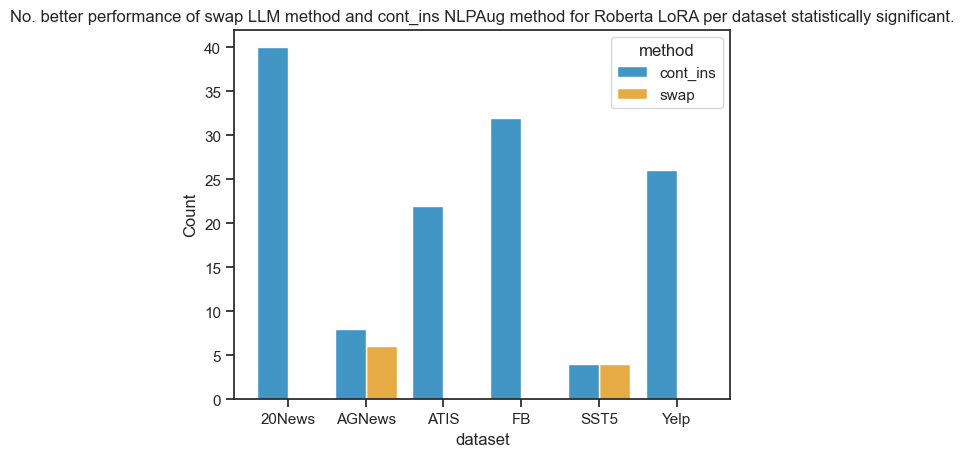 No. better performance of swap LLM method and cont_ins NLPAug method for Roberta LoRA per dataset statistically significant.
method
cont_ins
swap
Count
40
35
30
25
20
15
10
5
0
20News AGNews ATIS FB SST5 Yelp
dataset